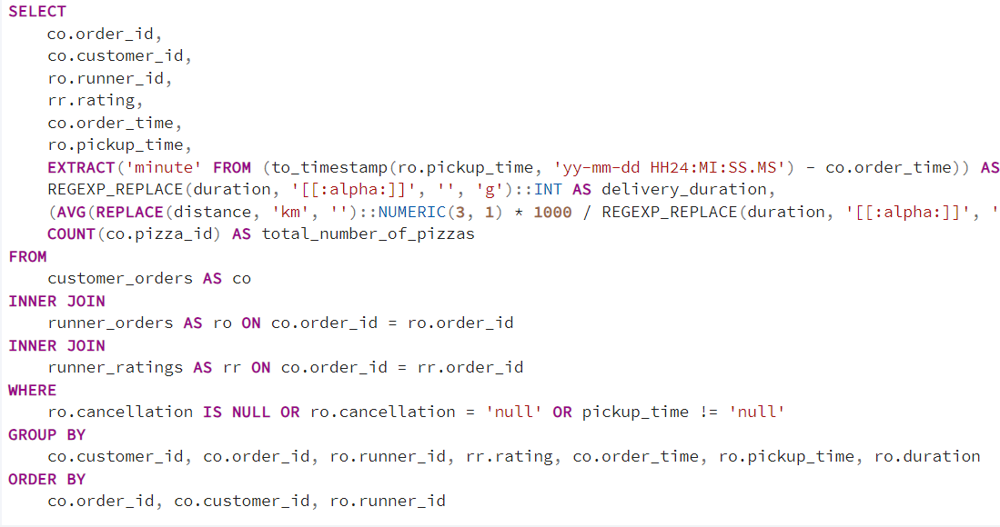 SELECT
    co.order_id,
    co.customer_id,
    ro.runner_id,
    rr.rating,
    co.order_time,
    ro.pickup_time,
    EXTRACT('minute' FROM (to_timestamp(ro.pickup_time, 'yy-mm-dd HH24:MI:SS.MS') - co.order_time)) AS
    REGEXP_REPLACE(duration, '[[:alpha:]]', '', 'g')::INT AS delivery_duration,
    (AVG(REPLACE(distance, 'km', '')::NUMERIC(3, 1) * 1000 / REGEXP_REPLACE(duration, '[[:alpha:]]', '
    COUNT(co.pizza_id) AS total_number_of_pizzas
FROM
    customer_orders AS co
INNER JOIN
    runner_orders AS ro ON co.order_id = ro.order_id
INNER JOIN
    runner_ratings AS rr ON co.order_id = rr.order_id
WHERE
    ro.cancellation IS NULL OR ro.cancellation = 'null' OR pickup_time != 'null'
GROUP BY
    co.customer_id, co.order_id, ro.runner_id, rr.rating, co.order_time, ro.pickup_time, ro.duration
ORDER BY
    co.order_id, co.customer_id, ro.runner_id